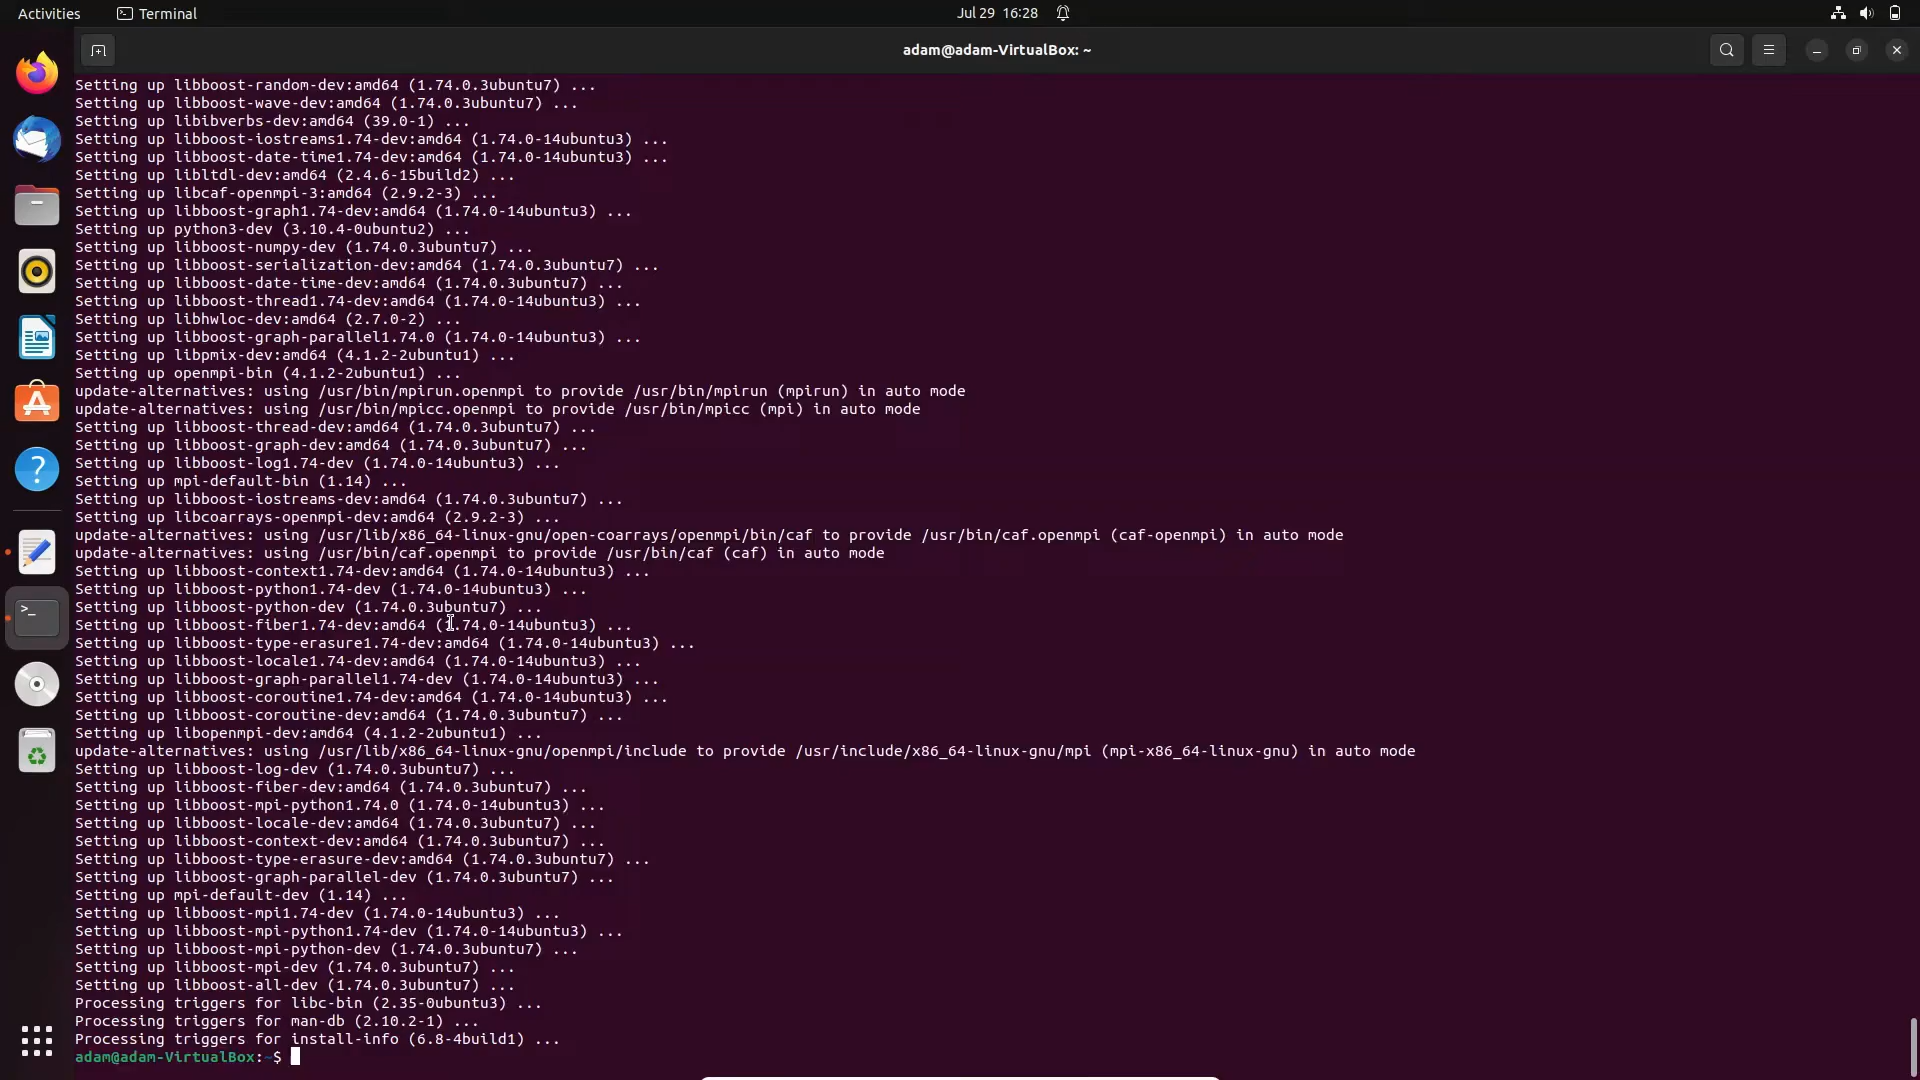 Activities
Terminal
Jul 29 16:28
adam@adam-VirtualBox: ~
Setting up libboost-random-dev:amd64 (1.74.0.3ubuntu7) ...
Setting up libboost-wave-dev:amd64 (1.74.0.3ubuntu7) ...
Setting up libibverbs-dev:amd64 (39.0-1) ...
Setting up libboost-iostreams1.74-dev:amd64 (1.74.0-14ubuntu3) ...
Setting up libboost-date-time1.74-dev:amd64 (1.74.0-14ubuntu3) ...
Setting up libltdl-dev:amd64 (2.4.6-15build2) ...
Setting up libcaf-openmpi-3:amd64 (2.9.2-3) ...
Setting up libboost-graph1.74-dev:amd64 (1.74.0-14ubuntu3) ...
Setting up python3-dev (3.10.4-0ubuntu2) ...
Setting up libboost-numpy-dev (1.74.0.3ubuntu7) ...
Setting up libboost-serialization-dev:amd64 (1.74.0.3ubuntu7) ...
Setting up libboost-date-time-dev:amd64 (1.74.0.3ubuntu7) ...
Setting up libboost-thread1.74-dev:amd64 (1.74.0-14ubuntu3) ...
Setting up libhwloc-dev:amd64 (2.7.0-2) ...
Setting up libboost-graph-parallel1.74.0 (1.74.0-14ubuntu3) ...
Setting up libpmix-dev:amd64 (4.1.2-2ubuntu1) ...
Setting up openmpi-bin (4.1.2-2ubuntu1) ...
update-alternatives: using /usr/bin/mpirun.openmpi to provide /usr/bin/mpirun (mpirun) in auto mode
update-alternatives: using /usr/bin/mpicc.openmpi to provide /usr/bin/mpicc (mpi) in auto mode
Setting up libboost-thread-dev:amd64 (1.74.0.3ubuntu7) ...
Setting up libboost-graph-dev:amd64 (1.74.0.3ubuntu7) ...
Setting up libboost-log1.74-dev (1.74.0-14ubuntu3) ...
Setting up mpi-default-bin (1.14) ...
Setting up libboost-iostreams-dev:amd64 (1.74.0.3ubuntu7) ...
Setting up libcoarrays-openmpi-dev:amd64 (2.9.2-3) ...
update-alternatives: using /usr/lib/x86_64-linux-gnu/open-coarrays/openmpi/bin/caf to provide /usr/bin/caf.openmpi (caf-openmpi) in auto mode
update-alternatives: using /usr/bin/caf.openmpi to provide /usr/bin/caf (caf) in auto mode
Setting up libboost-context1.74-dev:amd64 (1.74.0-14ubuntu3) ...
Setting up libboost-python1.74-dev (1.74.0-14ubuntu3) ...
Setting up libboost-python-dev (1.74.0.3ubuntu7) ...
Setting up libboost-fiber1.74-dev:amd64 (1.74.0-14ubuntu3) ...
Setting up libboost-type-erasure1.74-dev:amd64 (1.74.0-14ubuntu3) ...
Setting up libboost-locale1.74-dev:amd64 (1.74.0-14ubuntu3) ...
Setting up libboost-graph-parallel1.74-dev (1.74.0-14ubuntu3) ...
Setting up libboost-coroutine1.74-dev:amd64 (1.74.0-14ubuntu3) ...
Setting up libboost-coroutine-dev:amd64 (1.74.0.3ubuntu7) ...
Setting up libopenmpi-dev:amd64 (4.1.2-2ubuntu1) ...
update-alternatives: using /usr/lib/x86_64-linux-gnu/openmpi/include to provide /usr/include/x86_64-linux-gnu/mpi (mpi-x86_64-linux-gnu) in auto mode
Setting up libboost-log-dev (1.74.0.3ubuntu7) ...
Setting up libboost-fiber-dev:amd64 (1.74.0.3ubuntu7) ...
Setting up libboost-mpi-python1.74.0 (1.74.0-14ubuntu3) ...
Setting up libboost-locale-dev:amd64 (1.74.0.3ubuntu7) ...
Setting up libboost-context-dev:amd64 (1.74.0.3ubuntu7) ...
Setting up libboost-type-erasure-dev:amd64 (1.74.0.3ubuntu7) ...
Setting up libboost-graph-parallel-dev (1.74.0.3ubuntu7) ...
Setting up mpi-default-dev (1.14) ...
Setting up libboost-mpi1.74-dev (1.74.0-14ubuntu3) ...
Setting up libboost-mpi-python1.74-dev (1.74.0-14ubuntu3) ...
Setting up libboost-mpi-python-dev (1.74.0.3ubuntu7) ...
Setting up libboost-mpi-dev (1.74.0.3ubuntu7) ...
Setting up libboost-all-dev (1.74.0.3ubuntu7) ...
Processing triggers for libc-bin (2.35-0ubuntu3) ...
Processing triggers for man-db (2.10.2-1) ...
Processing triggers for install-info (6.8-4build1) ...
adam@adam-VirtualBox:~$